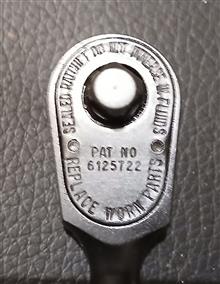 SEALED RATCHET DO NOT IMMERSE IN FLUIDS
PAT NO
6125722
REPLACE WORN PARTS